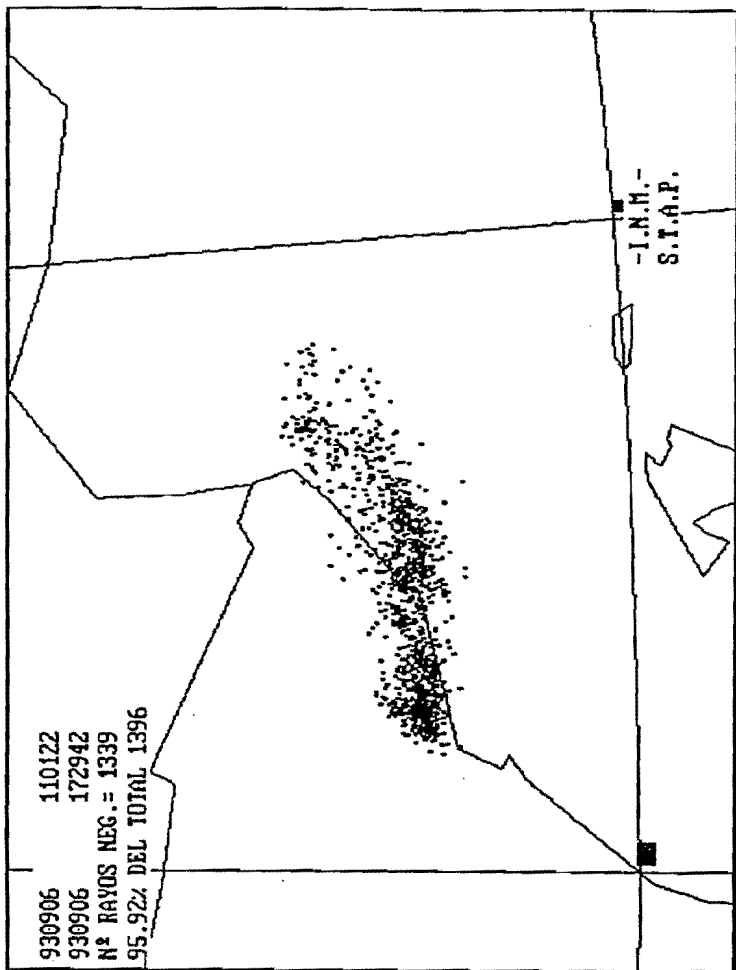 930906 110122
930906 172942
Nº RAYOS NEG.= 1339
95.92% DEL TOTAL 1396
-I.N.M.-
S.T.A.P.